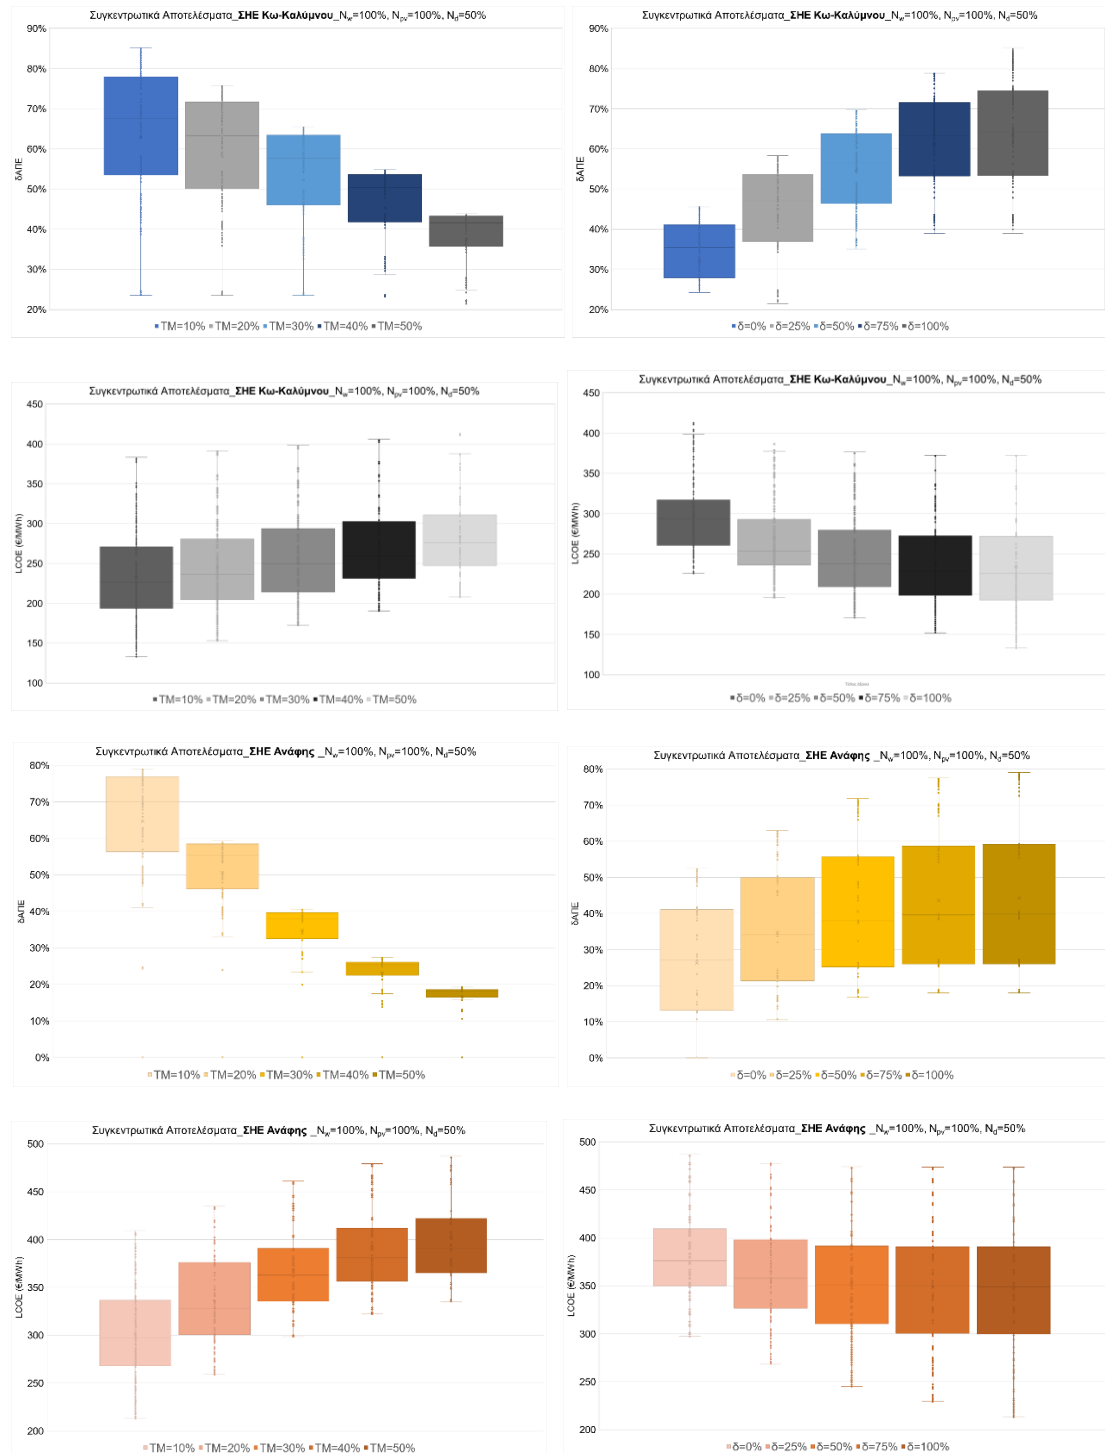 Συγκεντρωτικά Αποτελέσματα_ΣΗΕ Κω-Καλύμνου_Nw=100%, Npv=100%, Nd=50%
90%
80%
70%
60%
50%
40%
30%
20%
δΑΠΕ
TM=10% TM=20% TM=30% TM=40% TM=50%
Συγκεντρωτικά Αποτελέσματα_ΣΗΕ Κω-Καλύμνου_Nw=100%, Npv=100%, Nd=50%
90%
80%
70%
60%
50%
40%
30%
20%
δΑΠΕ
δ=0% δ=25% δ=50% δ=75% δ=100%
Συγκεντρωτικά Αποτελέσματα_ΣΗΕ Κω-Καλύμνου_Nw=100%, Npv=100%, Nd=50%
450
400
350
300
250
200
150
100
LCOE (€/MWh)
TM=10% TM=20% TM=30% TM=40% TM=50%
Συγκεντρωτικά Αποτελέσματα_ΣΗΕ Κω-Καλύμνου_Nw=100%, Npv=100%, Nd=50%
450
400
350
300
250
200
150
100
LCOE (€/MWh)
Τίτλος άξονα
δ=0% δ=25% δ=50% δ=75% δ=100%
Συγκεντρωτικά Αποτελέσματα_ΣΗΕ Ανάφης _Nw=100%, Npv=100%, Nd=50%
80%
70%
60%
50%
40%
30%
20%
10%
0%
δΑΠΕ
TM=10% TM=20% TM=30% TM=40% TM=50%
Συγκεντρωτικά Αποτελέσματα_ΣΗΕ Ανάφης _Nw=100%, Npv=100%, Nd=50%
80%
70%
60%
50%
40%
30%
20%
10%
0%
δΑΠΕ
δ=0% δ=25% δ=50% δ=75% δ=100%
Συγκεντρωτικά Αποτελέσματα_ΣΗΕ Ανάφης _Nw=100%, Npv=100%, Nd=50%
500
450
400
350
300
250
200
LCOE (€/MWh)
TM=10% TM=20% TM=30% TM=40% TM=50%
Συγκεντρωτικά Αποτελέσματα_ΣΗΕ Ανάφης _Nw=100%, Npv=100%, Nd=50%
500
450
400
350
300
250
200
LCOE (€/MWh)
δ=0% δ=25% δ=50% δ=75% δ=100%